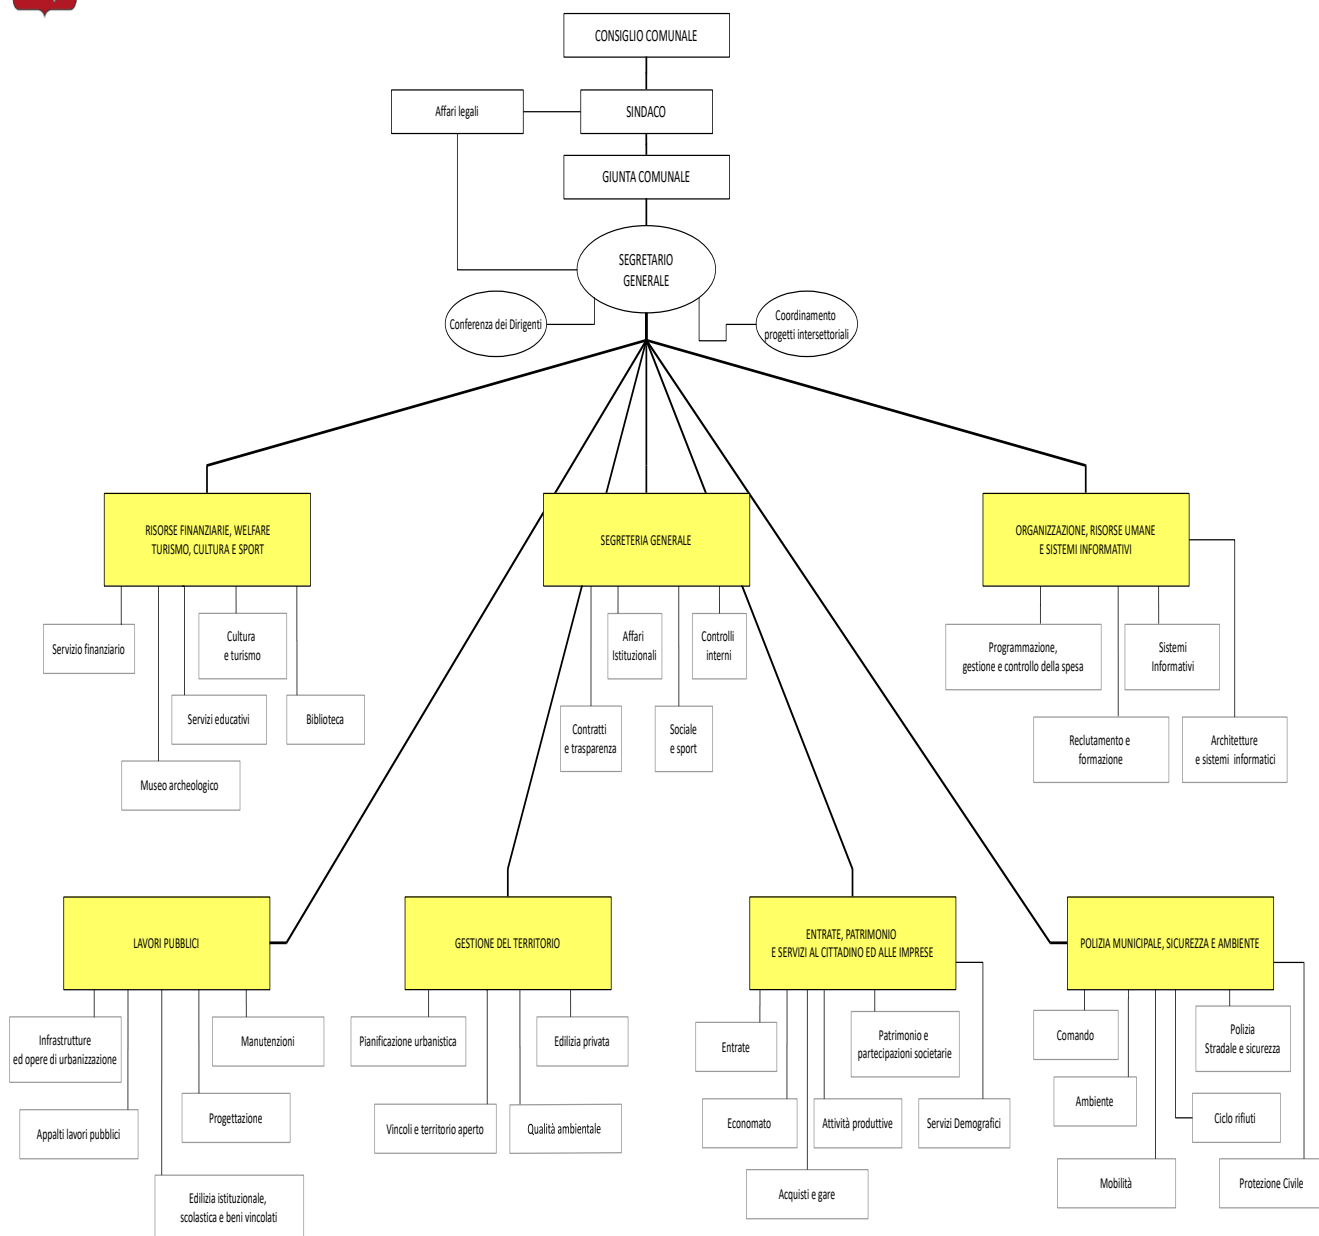 CONSIGLIO COMUNALE
Affari legali
SINDACO
GIUNTA COMUNALE
SEGRETARIO
GENERALE
Conferenza dei Dirigenti
Coordinamento
progetti intersettoriali
RISORSE FINANZIARIE, WELFARE
TURISMO, CULTURA E SPORT
SEGRETERIA GENERALE
ORGANIZZAZIONE, RISORSE UMANE
E SISTEMI INFORMATIVI
Servizio finanziario
Cultura
e turismo
Servizi educativi
Biblioteca
Museo archeologico
Affari
Istituzionali
Controlli
interni
Contratti
e trasparenza
Sociale
e sport
Programmazione,
gestione e controllo della spesa
Sistemi
Informativi
Reclutamento e
formazione
Architetture
e sistemi informatici
LAVORI PUBBLICI
GESTIONE DEL TERRITORIO
ENTRATE, PATRIMONIO
E SERVIZI AL CITTADINO ED ALLE IMPRESE
POLIZIA MUNICIPALE, SICUREZZA E AMBIENTE
Infrastrutture
ed opere di urbanizzazione
Manutenzioni
Appalti lavori pubblici
Progettazione
Edilizia istituzionale,
scolastica e beni vincolati
Pianificazione urbanistica
Edilizia privata
Vincoli e territorio aperto
Qualità ambientale
Entrate
Patrimonio e
partecipazioni societarie
Economato
Attività produttive
Servizi Demografici
Acquisti e gare
Comando
Polizia
Stradale e sicurezza
Ambiente
Ciclo rifiuti
Mobilità
Protezione Civile